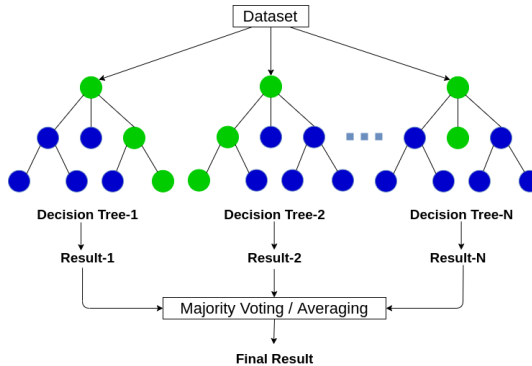 Dataset
Decision Tree-1
Decision Tree-2
Decision Tree-N
Result-1
Result-2
Result-N
Majority Voting / Averaging
Final Result